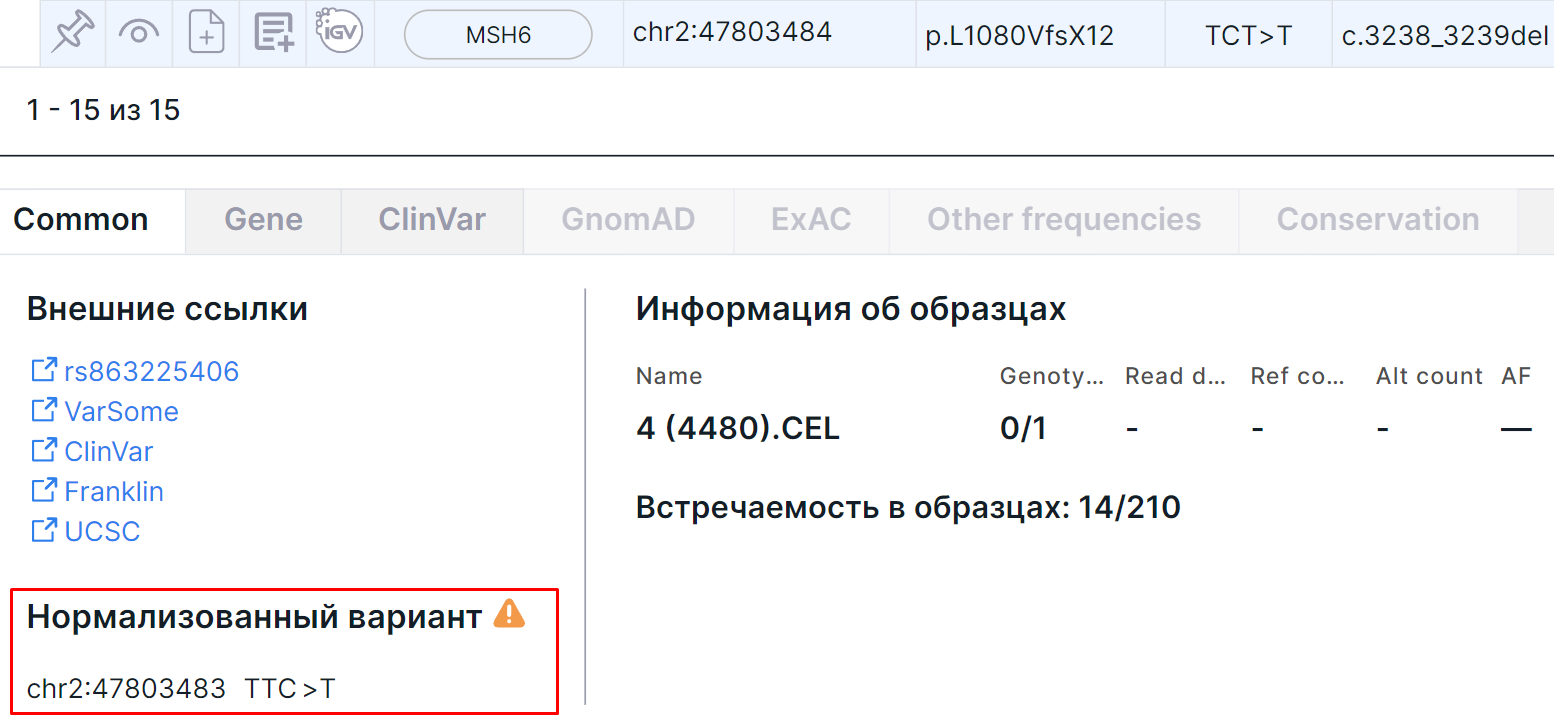 IGV MSH6 chr2:47803484 p.L1080VfsX12 TCT>T c.3238_3239del
1 - 15 из 15
Common Gene ClinVar GnomAD ExAC Other frequencies Conservation
Внешние ссылки
rs863225406
VarSome
ClinVar
Franklin
UCSC
Нормализованный вариант
chr2:47803483 TTC>T
Информация об образцах
Name Genoty... Read d... Ref co... Alt count AF
4 (4480).CEL 0/1 - - - —
Встречаемость в образцах: 14/210